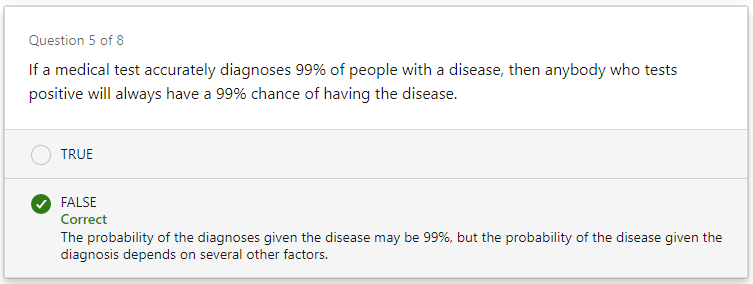 Question 5 of 8
If a medical test accurately diagnoses 99% of people with a disease, then anybody who tests
positive will always have a 99% chance of having the disease.
TRUE
FALSE
Correct
The probability of the diagnoses given the disease may be 99%, but the probability of the disease given the
diagnosis depends on several other factors.